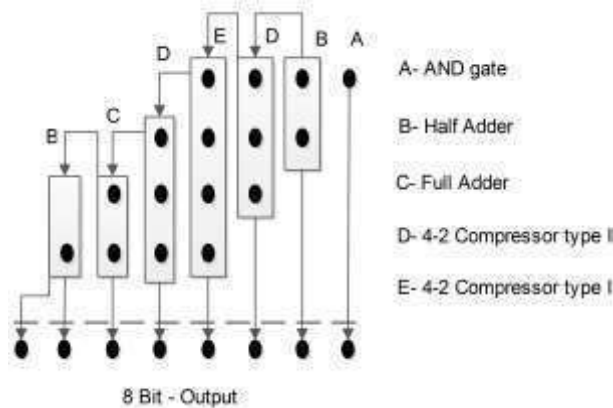 E
D
D
B
A
C
B
A- AND gate
B- Half Adder
C- Full Adder
D- 4-2 Compressor type II
E- 4-2 Compressor type I
8 Bit - Output